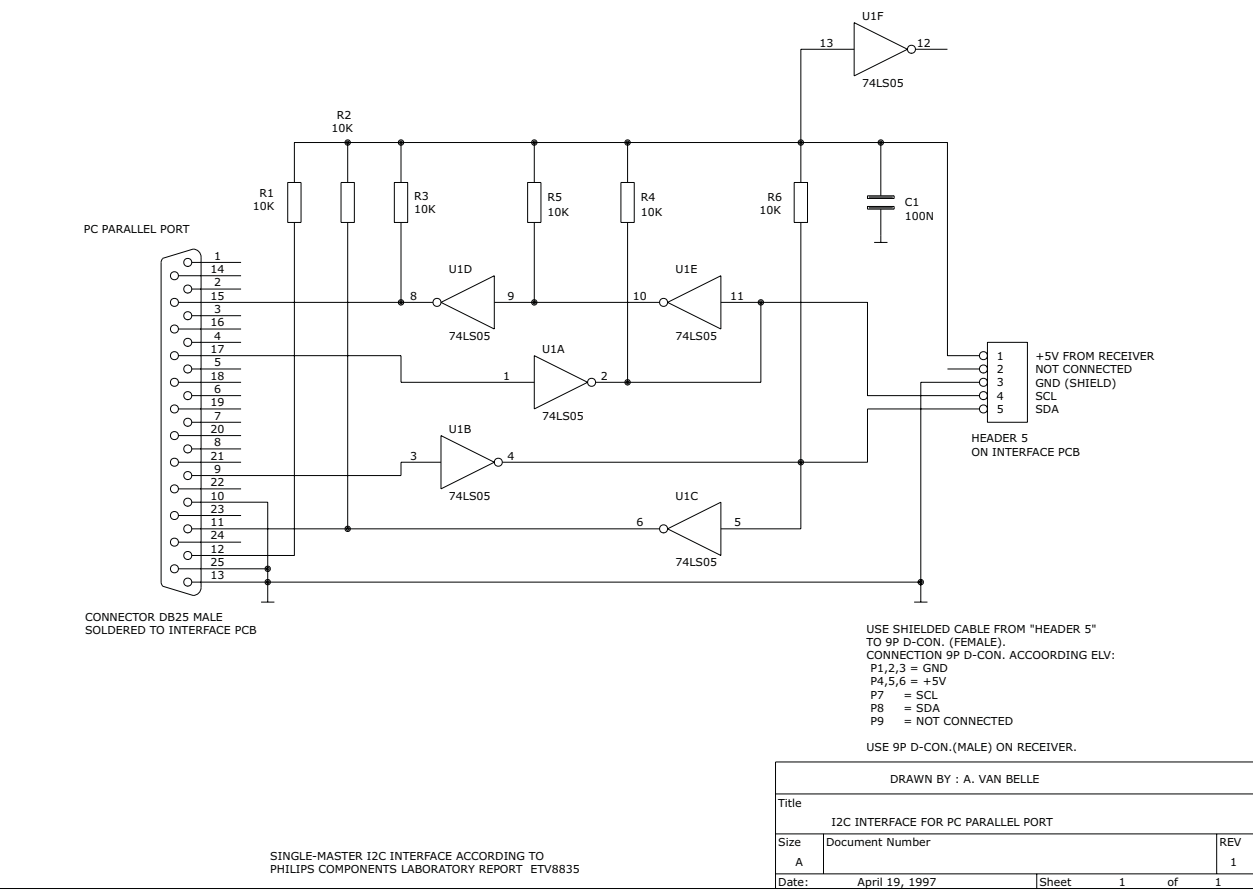 U1F
13
12
74LS05
R2
10K
R1
10K
R3
10K
R5
10K
R4
10K
R6
10K
C1
100N
PC PARALLEL PORT
1
14
2
15
3
16
4
17
5
18
6
19
7
20
8
21
9
22
10
23
11
24
12
25
13
U1D
8
9
74LS05
U1E
10
11
74LS05
U1A
1
2
74LS05
U1B
3
4
74LS05
U1C
6
5
74LS05
1 +5V FROM RECEIVER
2 NOT CONNECTED
3 GND (SHIELD)
4 SCL
5 SDA
HEADER 5
ON INTERFACE PCB
CONNECTOR DB25 MALE
SOLDERED TO INTERFACE PCB
USE SHIELDED CABLE FROM "HEADER 5"
TO 9P D-CON. (FEMALE).
CONNECTION 9P D-CON. ACCOORDING ELV:
P1,2,3 = GND
P4,5,6 = +5V
P7 = SCL
P8 = SDA
P9 = NOT CONNECTED
USE 9P D-CON.(MALE) ON RECEIVER.
SINGLE-MASTER I2C INTERFACE ACCORDING TO
PHILIPS COMPONENTS LABORATORY REPORT ETV8835
DRAWN BY : A. VAN BELLE
Title
I2C INTERFACE FOR PC PARALLEL PORT
Size Document Number REV
A 1
Date: April 19, 1997 Sheet 1 of 1